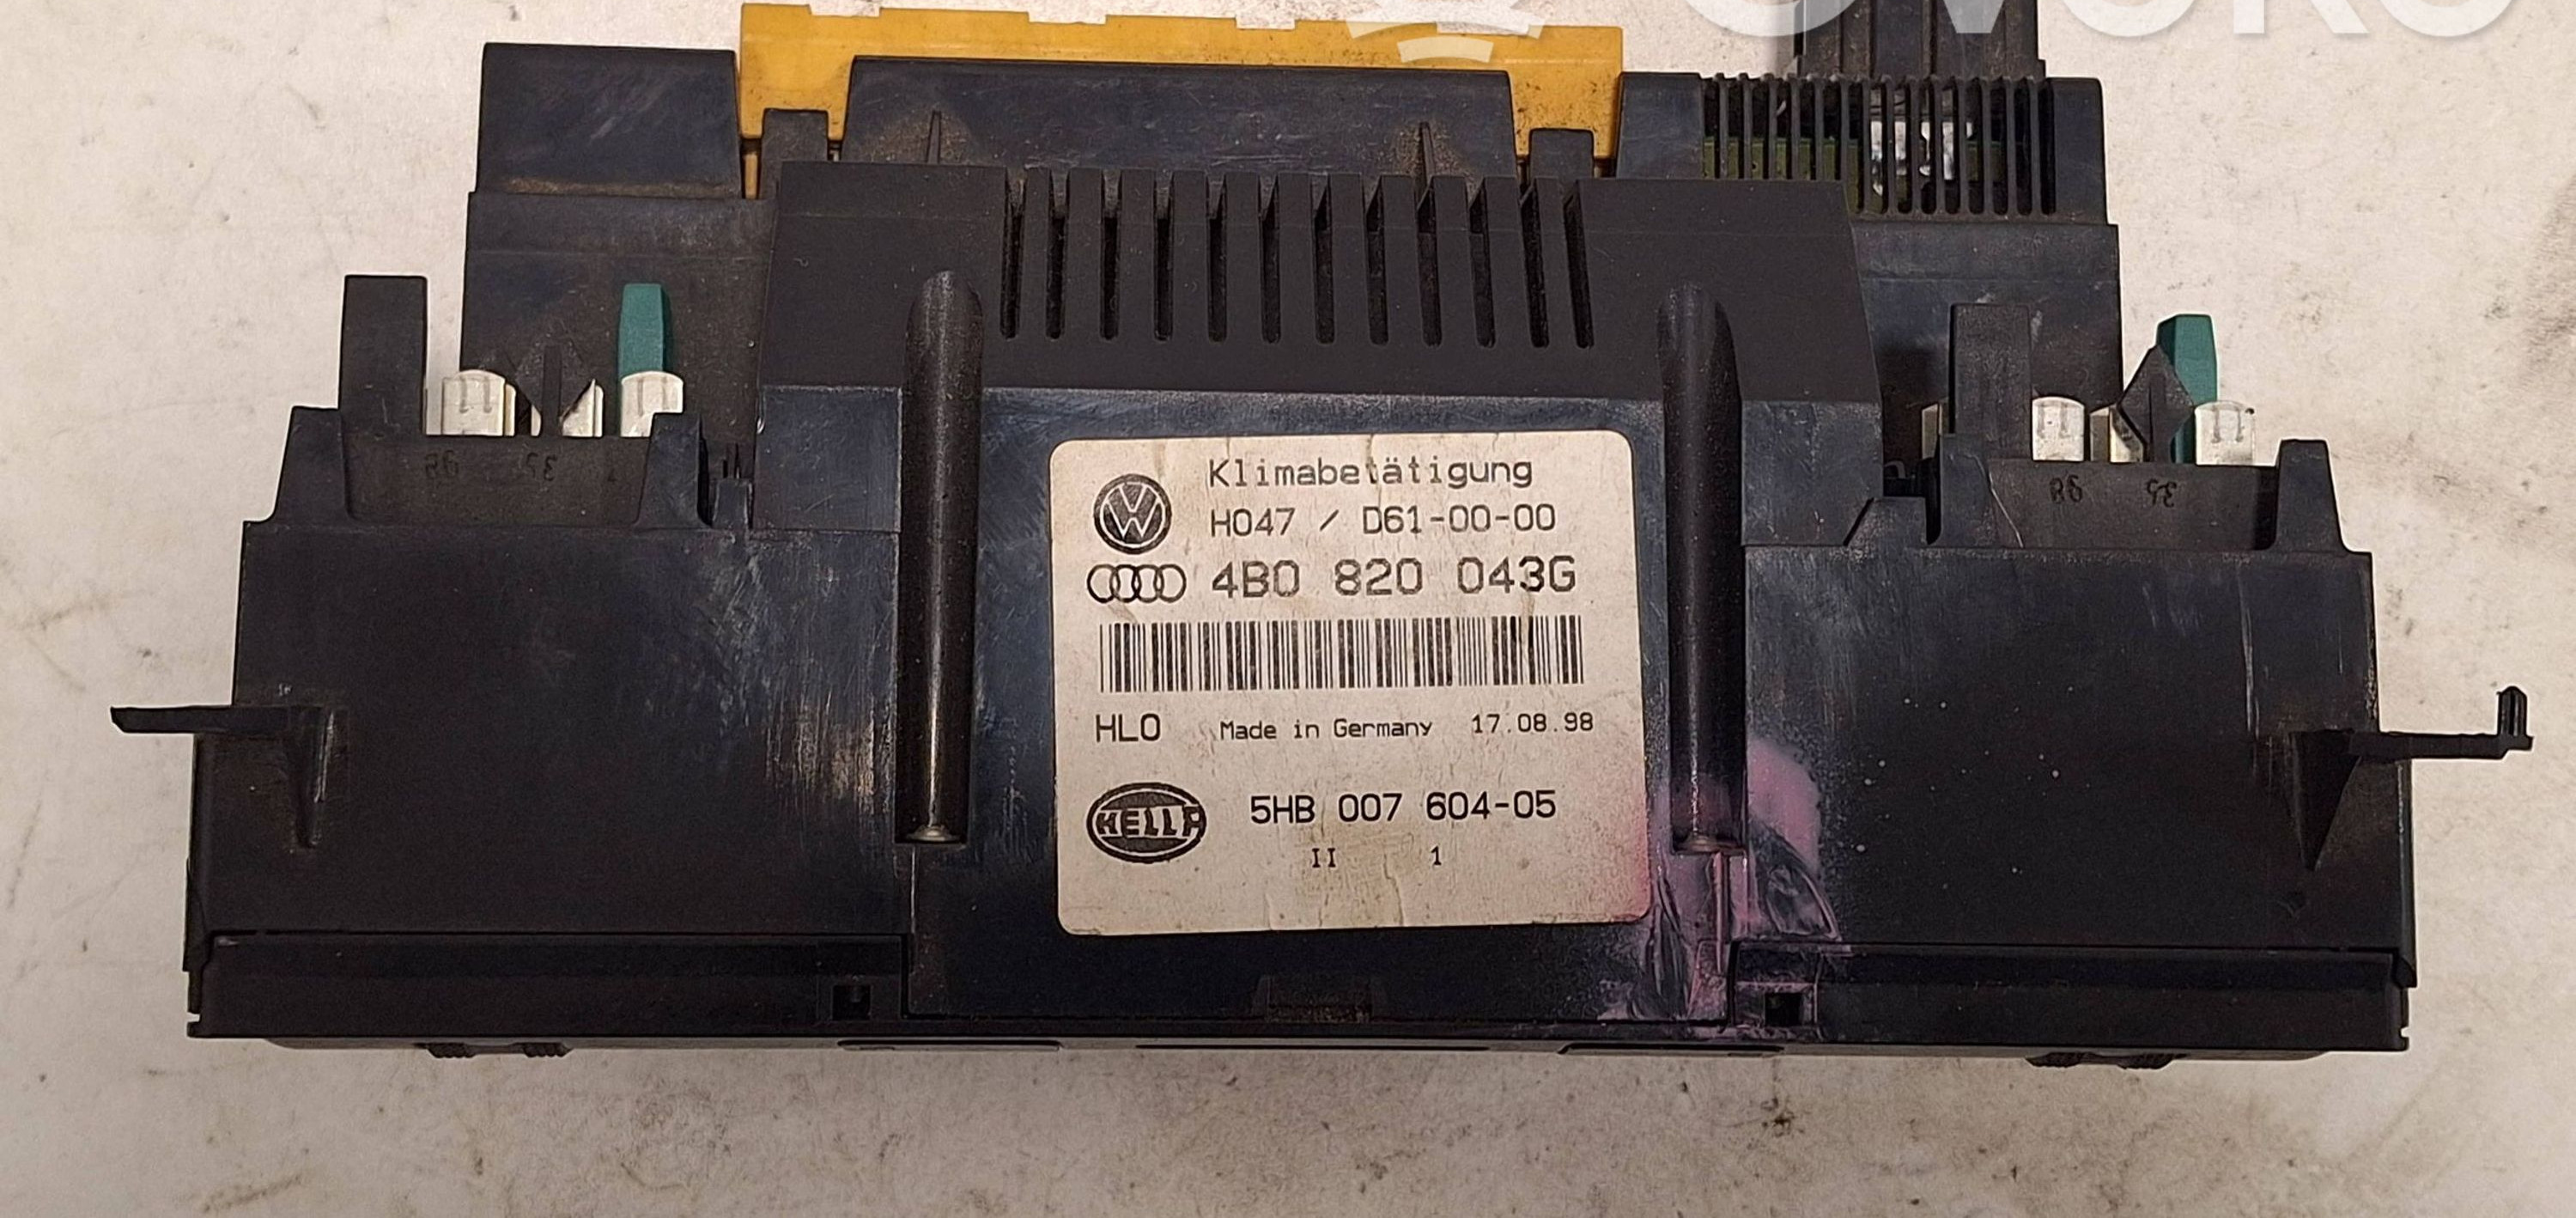 OVOKO
Klimabetätigung
H047 / D61-00-00
4B0 820 043G
HLO Made in Germany 17.08.98
HELLA 5HB 007 604-05
II 1